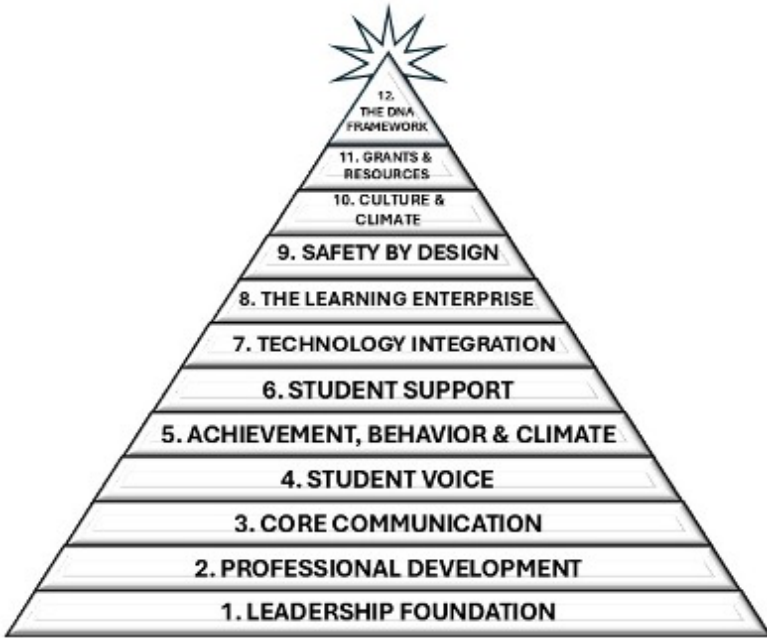 12.
THE DNA
FRAMEWORK
11. GRANTS &
RESOURCES
10. CULTURE &
CLIMATE
9. SAFETY BY DESIGN
8. THE LEARNING ENTERPRISE
7. TECHNOLOGY INTEGRATION
6. STUDENT SUPPORT
5. ACHIEVEMENT, BEHAVIOR & CLIMATE
4. STUDENT VOICE
3. CORE COMMUNICATION
2. PROFESSIONAL DEVELOPMENT
1. LEADERSHIP FOUNDATION